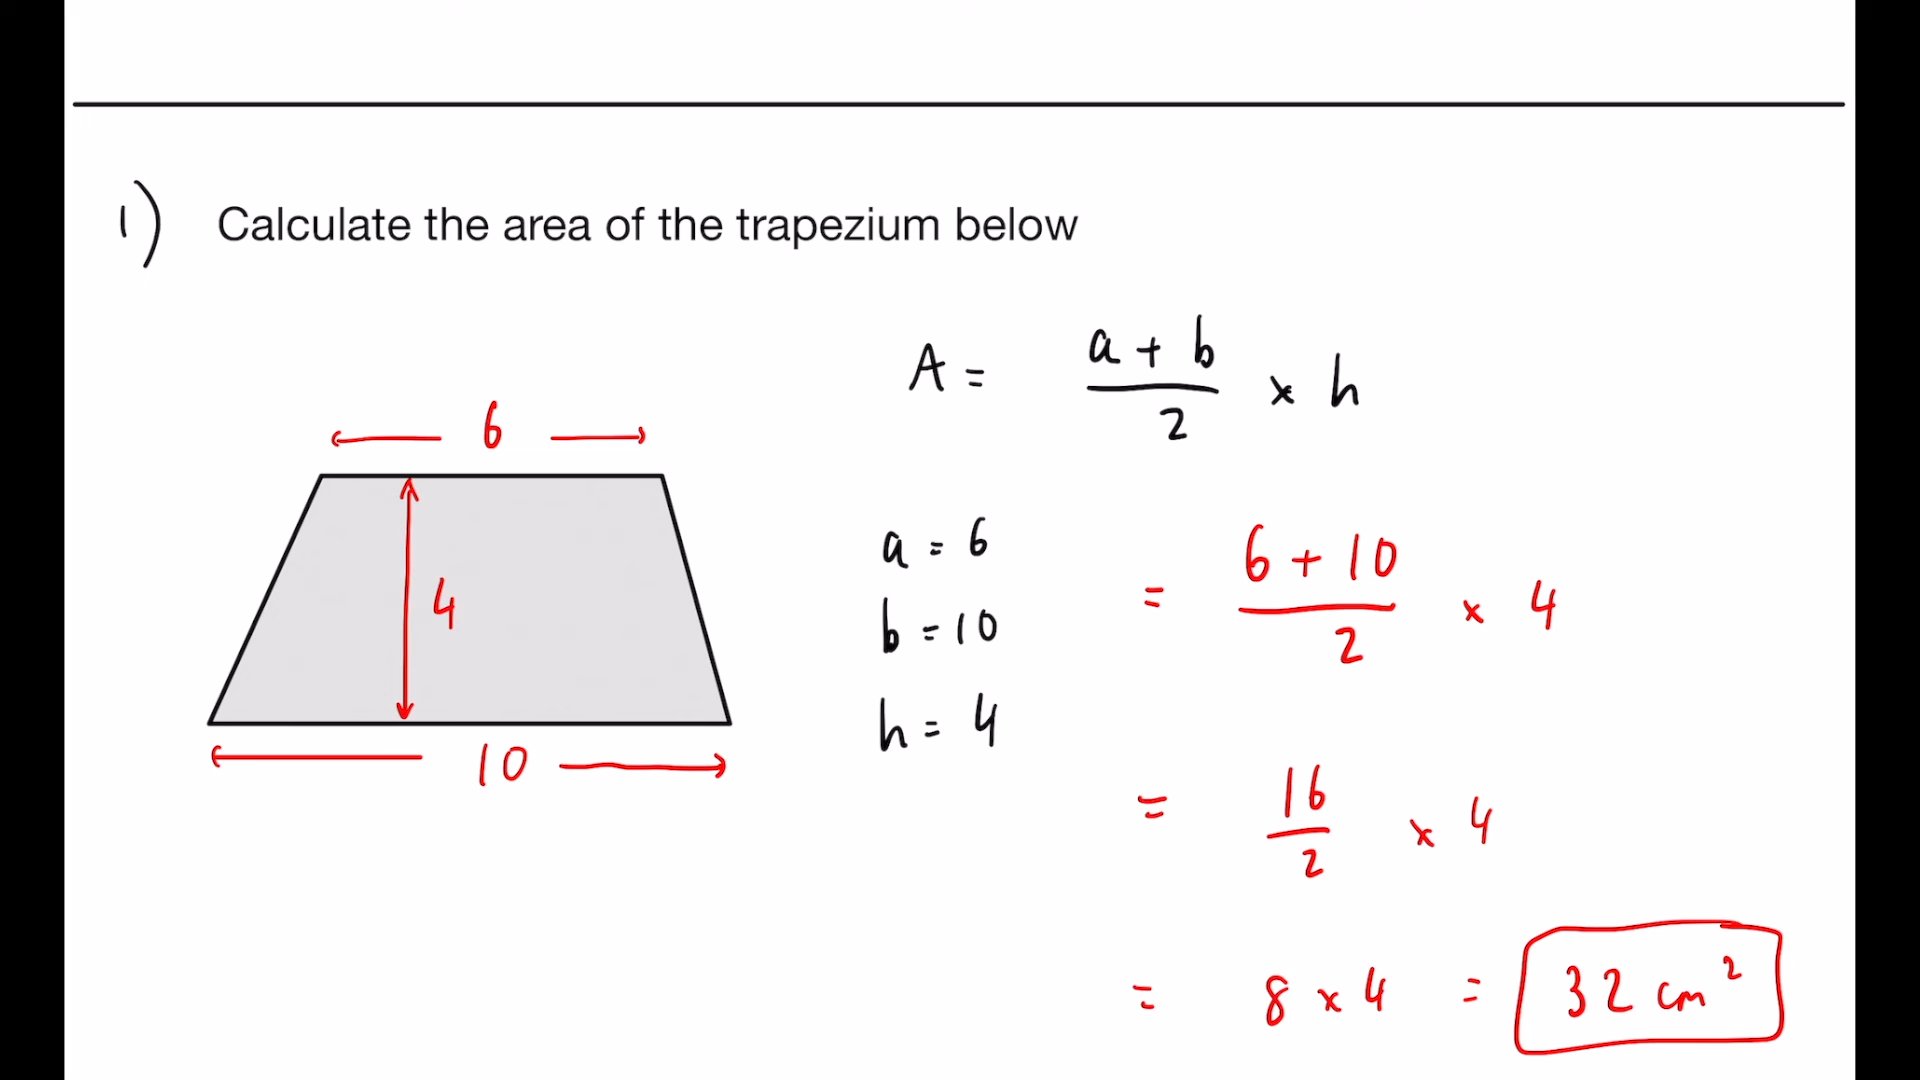 1) Calculate the area of the trapezium below
A = a + b / 2 × h
6
4
10
a = 6
b = 10
h = 4
= 6 + 10 / 2 × 4
= 16 / 2 × 4
= 8 × 4 = 32 cm²